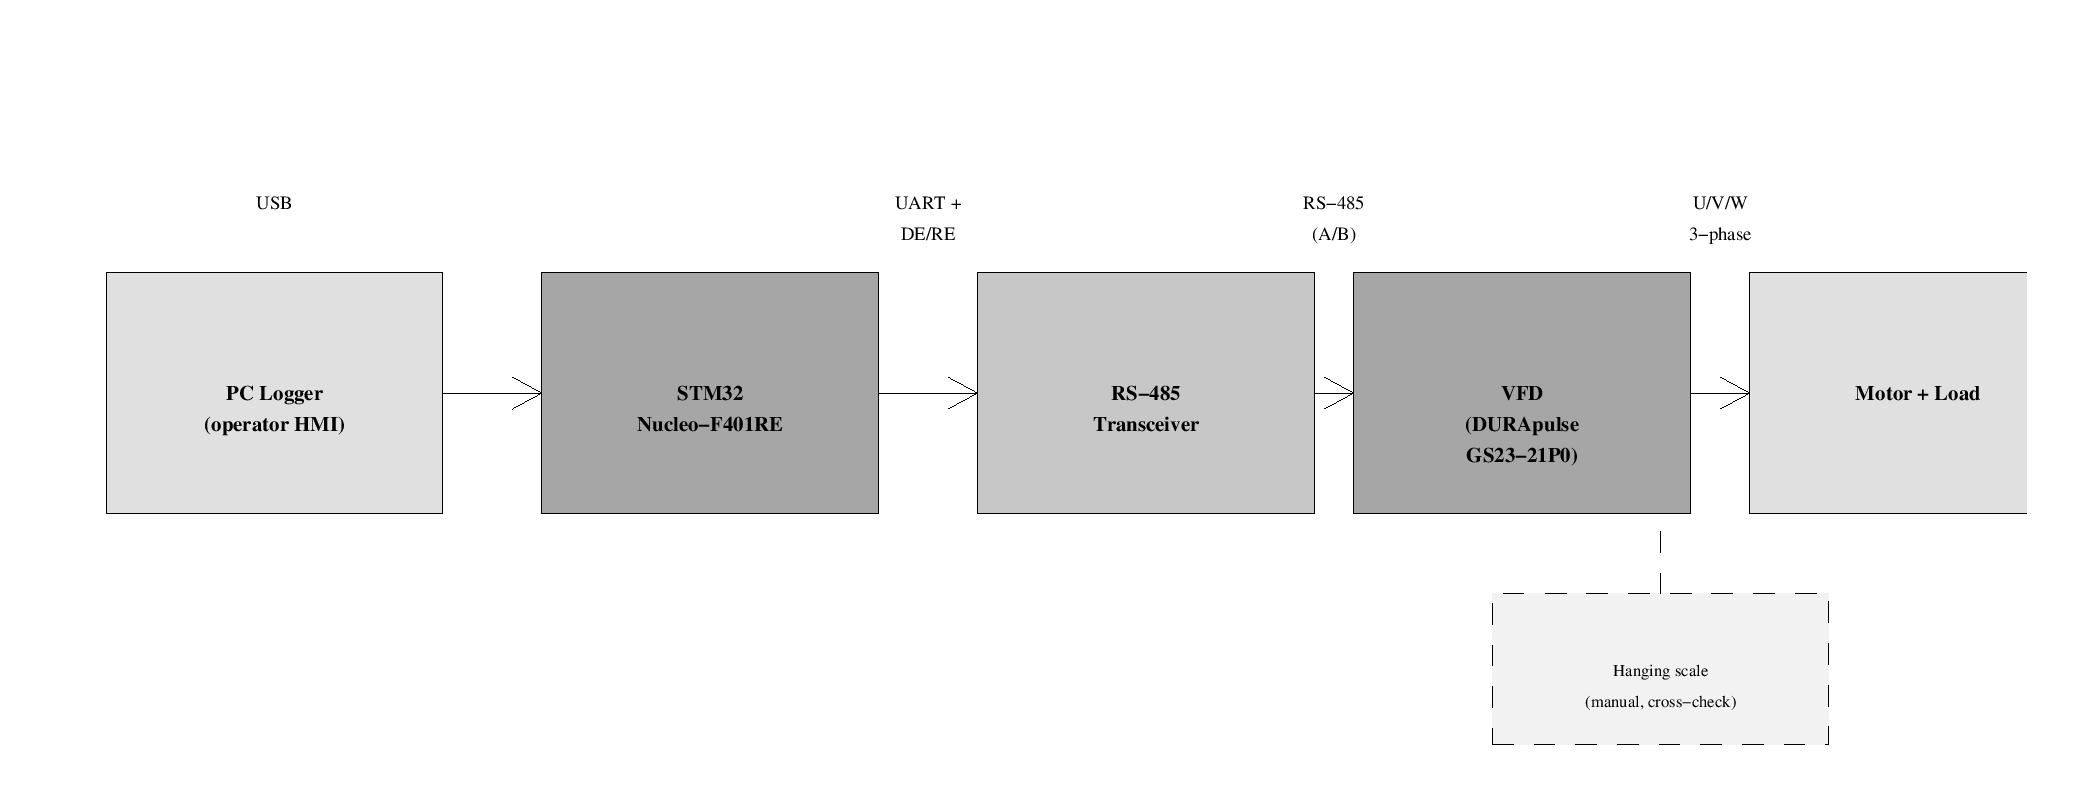 USB
UART +
DE/RE
RS−485
(A/B)
U/V/W
3−phase
PC Logger
(operator HMI)
STM32
Nucleo−F401RE
RS−485
Transceiver
VFD
(DURApulse
GS23−21P0)
Motor + Load
Hanging scale
(manual, cross−check)